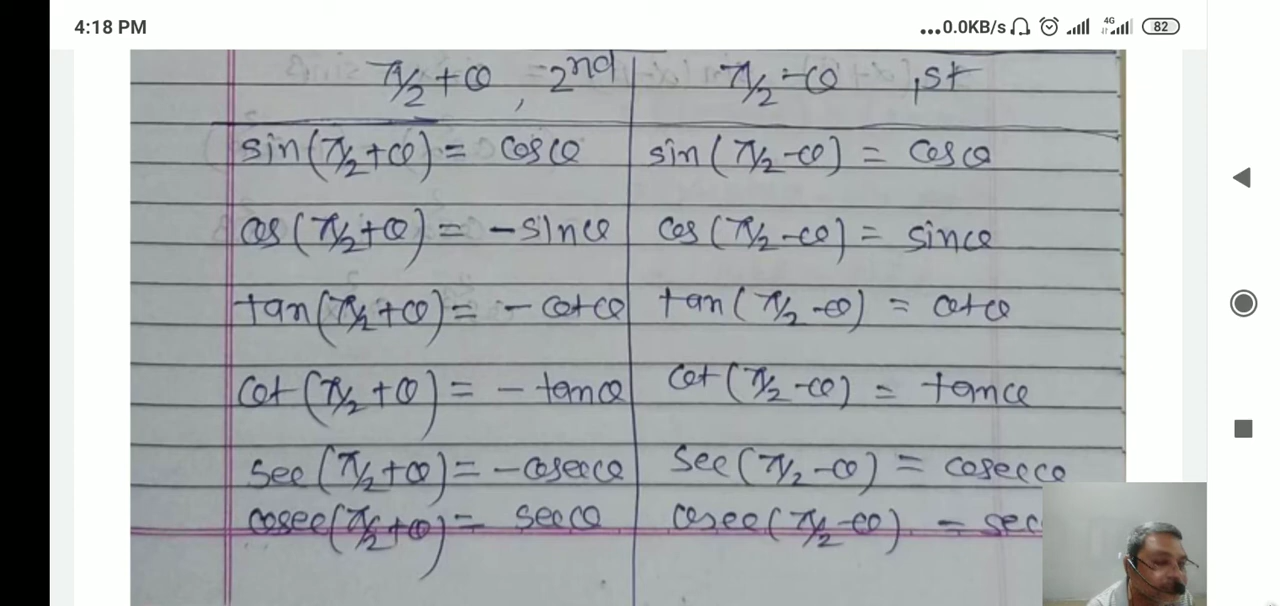 4:18 PM ...0.0KB/s 4G 82
π/2+θ, 2nd π/2-θ 1st
sin(π/2+θ) = cosθ sin(π/2-θ) = cosθ
cos(π/2+θ) = -sinθ cos(π/2-θ) = sinθ
tan(π/2+θ) = -cotθ tan(π/2-θ) = cotθ
cot(π/2+θ) = -tanθ cot(π/2-θ) = tanθ
sec(π/2+θ) = -cosecθ sec(π/2-θ) = cosecθ
cosec(π/2+θ) = secθ cosec(π/2-θ) = sec